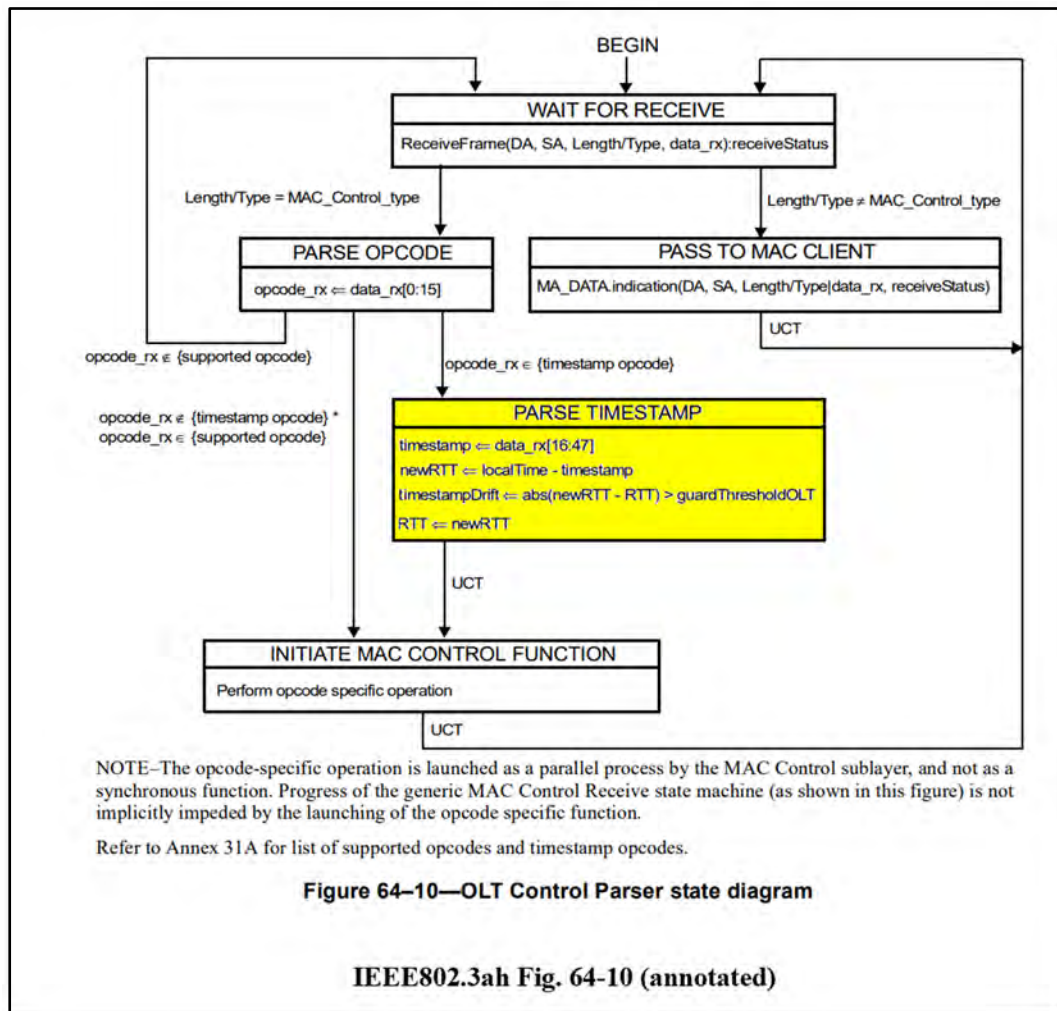 BEGIN
WAIT FOR RECEIVE
ReceiveFrame(DA, SA, Length/Type, data_rx):receiveStatus
Length/Type = MAC_Control_type
Length/Type ≠ MAC_Control_type
PARSE OPCODE
opcode_rx ⇐ data_rx[0:15]
PASS TO MAC CLIENT
MA_DATA.indication(DA, SA, Length/Type|data_rx, receiveStatus)
UCT
opcode_rx ∉ {supported opcode}
opcode_rx ∈ {timestamp opcode}
opcode_rx ∉ {timestamp opcode} *
opcode_rx ∈ {supported opcode}
PARSE TIMESTAMP
timestamp ⇐ data_rx[16:47]
newRTT ⇐ localTime - timestamp
timestampDrift ⇐ abs(newRTT - RTT) > guardThresholdOLT
RTT ⇐ newRTT
UCT
INITIATE MAC CONTROL FUNCTION
Perform opcode specific operation
UCT
NOTE–The opcode-specific operation is launched as a parallel process by the MAC Control sublayer, and not as a
synchronous function. Progress of the generic MAC Control Receive state machine (as shown in this figure) is not
implicitly impeded by the launching of the opcode specific function.
Refer to Annex 31A for list of supported opcodes and timestamp opcodes.
Figure 64–10—OLT Control Parser state diagram
IEEE802.3ah Fig. 64-10 (annotated)